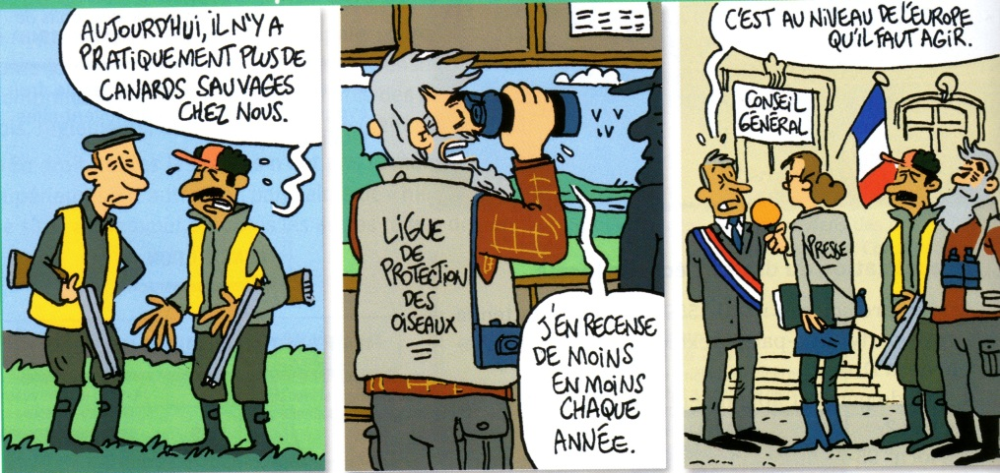 AUJOURD'HUI, IL N'Y A
PRATIQUEMENT PLUS DE
CANARDS SAUVAGES
CHEZ NOUS.
LIGUE
DE
PROTECTION
DES
OISEAUX
J'EN RECENSE
DE MOINS
EN MOINS
CHAQUE
ANNÉE.
C'EST AU NIVEAU DE L'EUROPE
QU'IL FAUT AGIR.
CONSEIL
GÉNÉRAL
PRESSE